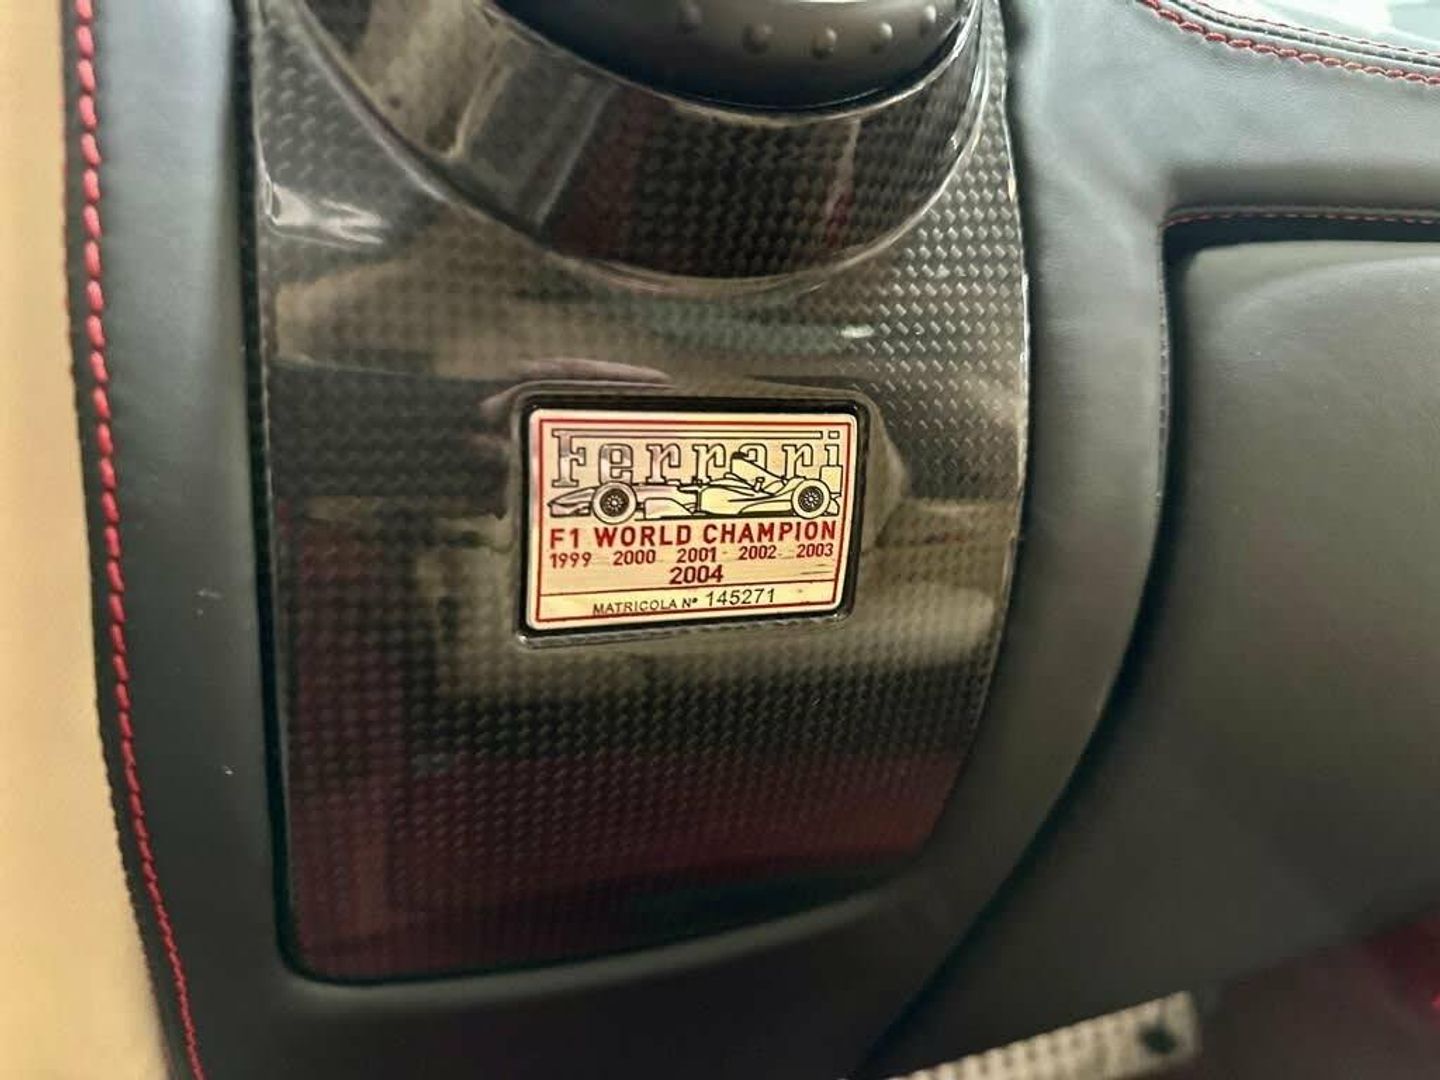 Ferrari
F1 WORLD CHAMPION
1999 2000 2001 2002 2003
2004
MATRICOLA N° 145271